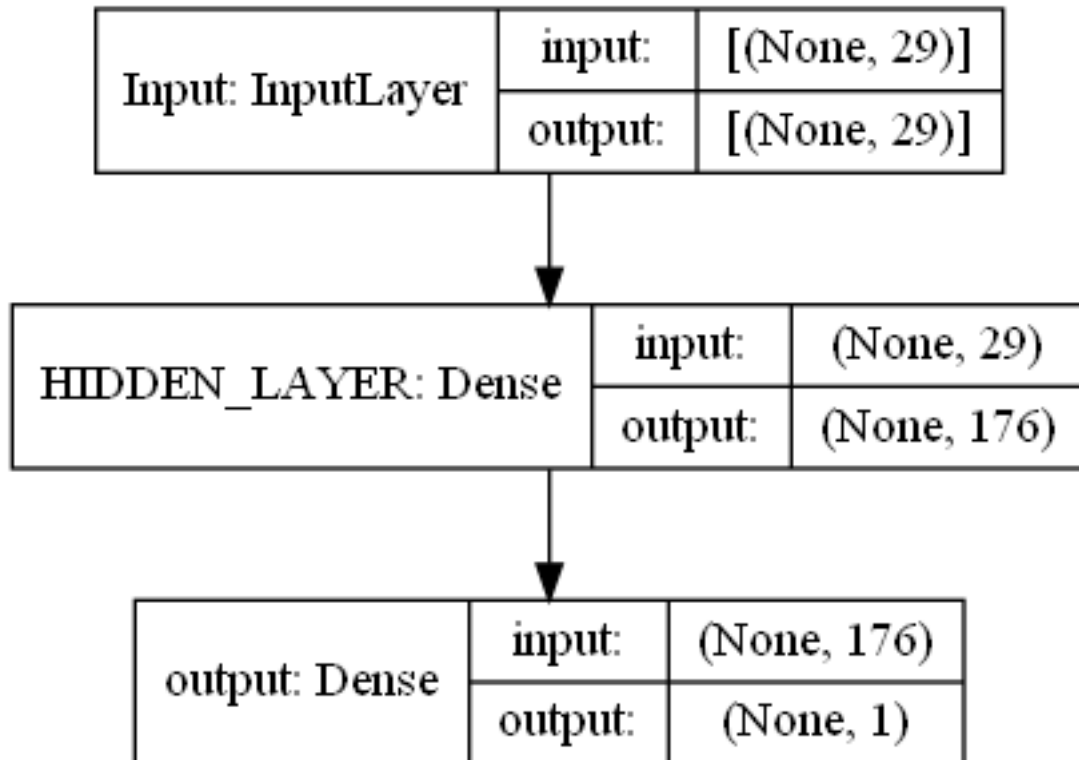 input: [(None, 29)]
Input: InputLayer
output: [(None, 29)]
input: (None, 29)
HIDDEN_LAYER: Dense
output: (None, 176)
input: (None, 176)
output: Dense
output: (None, 1)